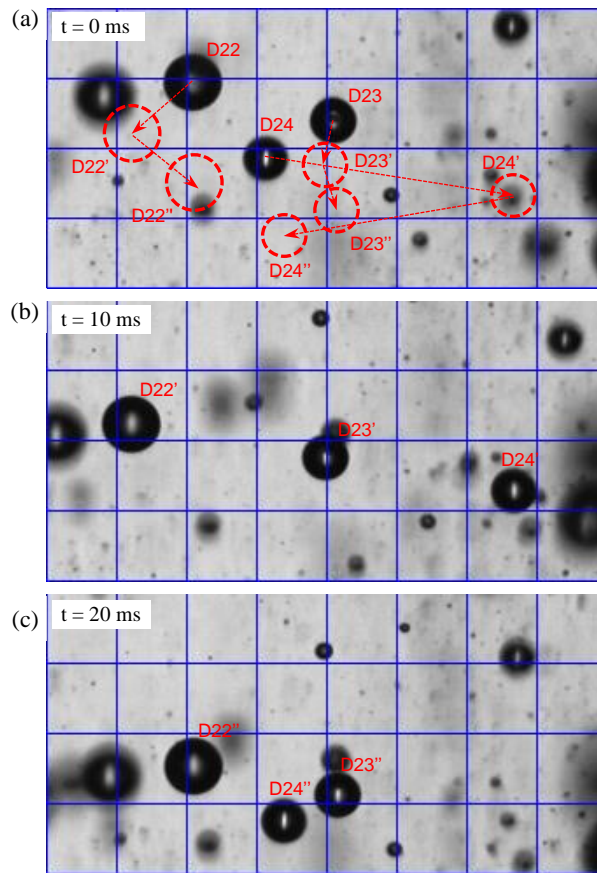 (a)
t = 0 ms
D22
D23
D24
D22'
D23'
D24'
D22''
D23''
D24''
(b)
t = 10 ms
D22'
D23'
D24'
(c)
t = 20 ms
D22''
D23''
D24''